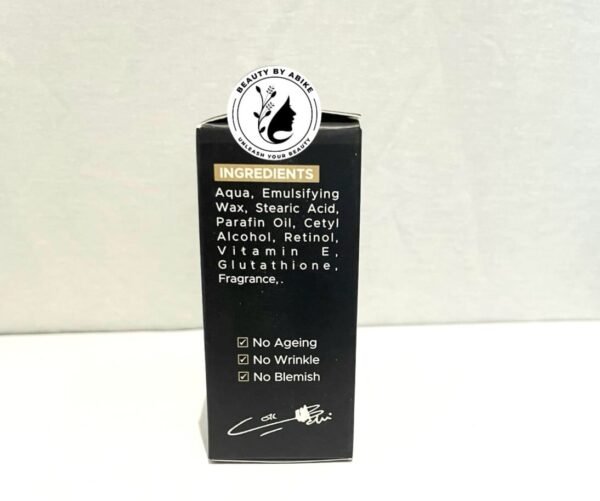 BEAUTY BY ABIKE
UNLEASH YOUR BEAUTY
INGREDIENTS
Aqua, Emulsifying
Wax, Stearic Acid,
Parafin Oil, Cetyl
Alcohol, Retinol,
Vitamin E,
Glutathione,
Fragrance,.
No Ageing
No Wrinkle
No Blemish